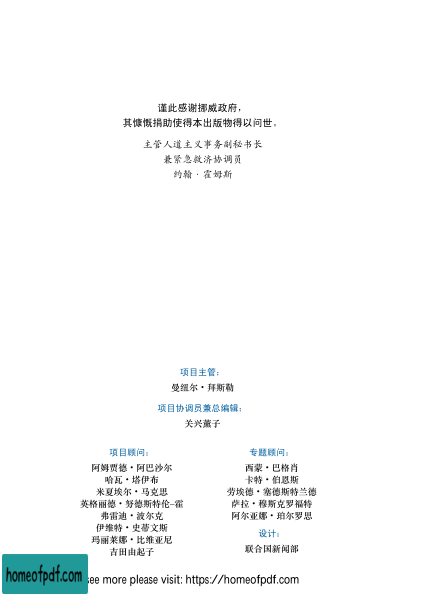 谨此感谢挪威政府，
其慷慨捐助使得本出版物得以问世。
主管人道主义事务副秘书长
兼紧急救济协调员
约翰·霍姆斯
项目主管：
曼纽尔·拜斯勒
项目协调员兼总编辑：
关兴薰子
项目顾问：
阿姆贾德·阿巴沙尔
哈瓦·塔伊布
米夏埃尔·马克思
英格丽德·努德斯特伦-霍
弗雷迪·波尔克
伊维特·史蒂文斯
玛丽莱娜·比维亚尼
吉田由起子
专题顾问：
西蒙·巴格肖
卡特·伯恩斯
劳埃德·塞德斯特兰德
萨拉·穆斯克罗福特
阿尔亚娜·珀尔罗思
设计：
联合国新闻部
homeofpdf.com
see more please visit: https://homeofpdf.com